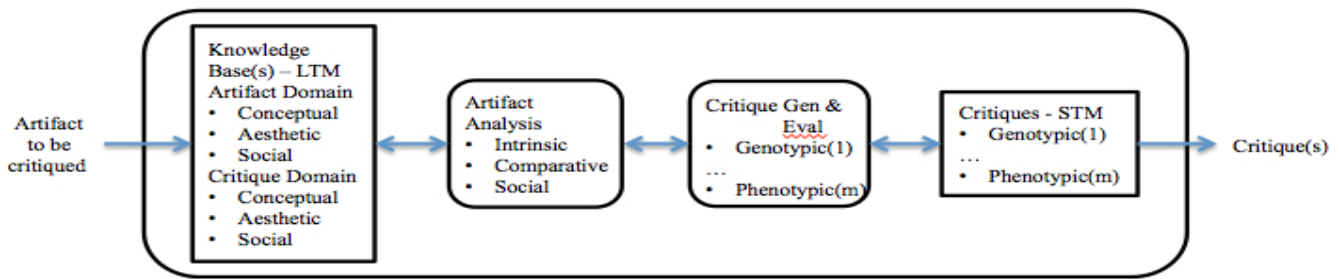 Artifact
to be
critiqued
Knowledge
Base(s) – LTM
Artifact Domain
• Conceptual
• Aesthetic
• Social
Critique Domain
• Conceptual
• Aesthetic
• Social
Artifact
Analysis
• Intrinsic
• Comparative
• Social
Critique Gen &
Eval
• Genotypic(1)
…
• Phenotypic(m)
Critiques - STM
• Genotypic(1)
…
• Phenotypic(m)
Critique(s)